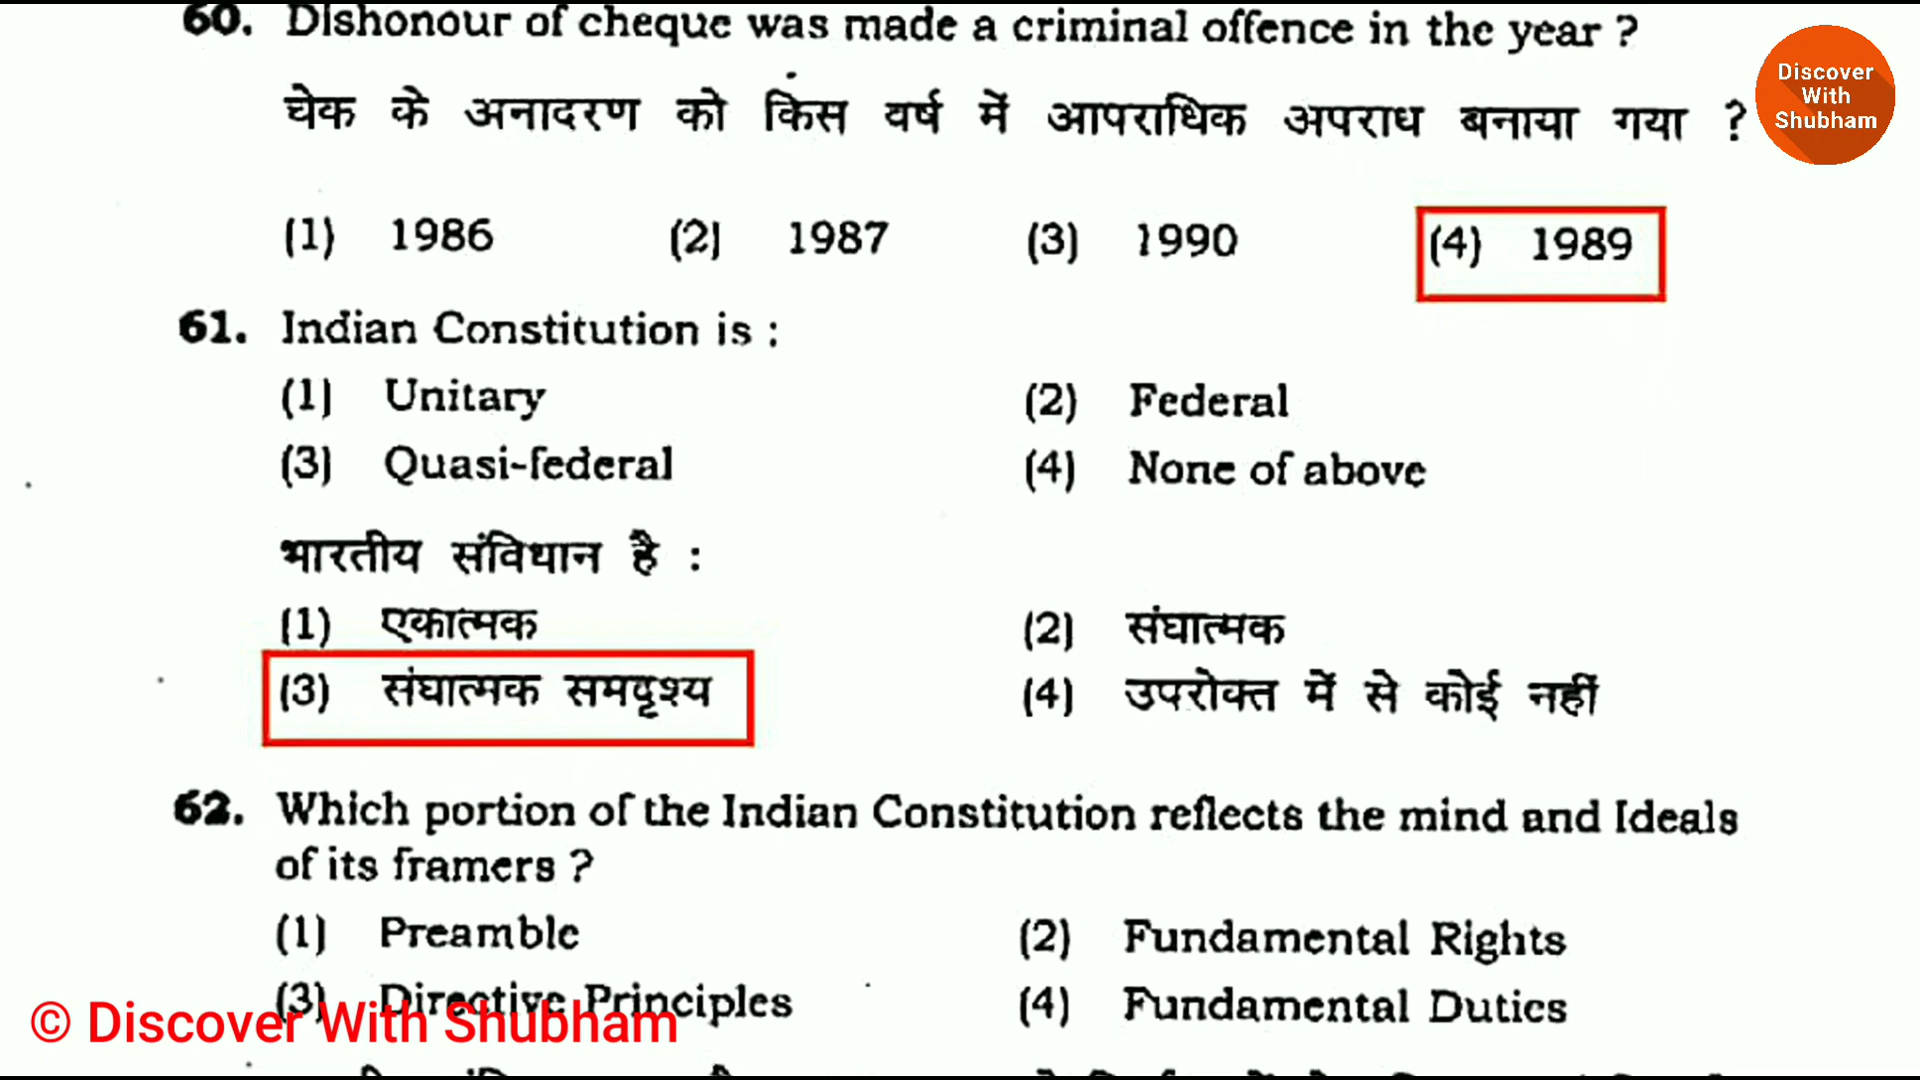 60. Dishonour of cheque was made a criminal offence in the year ?
चेक के अनादरण को किस वर्ष में आपराधिक अपराध बनाया गया ?
(1) 1986 (2) 1987 (3) 1990 (4) 1989
61. Indian Constitution is :
(1) Unitary (2) Federal
(3) Quasi-federal (4) None of above
भारतीय संविधान है :
(1) एकात्मक (2) संघात्मक
(3) संघात्मक समदृश्य (4) उपरोक्त में से कोई नहीं
62. Which portion of the Indian Constitution reflects the mind and Ideals
of its framers ?
(1) Preamble (2) Fundamental Rights
(3) Directive Principles (4) Fundamental Duties
Discover
With
Shubham
© Discover With Shubham